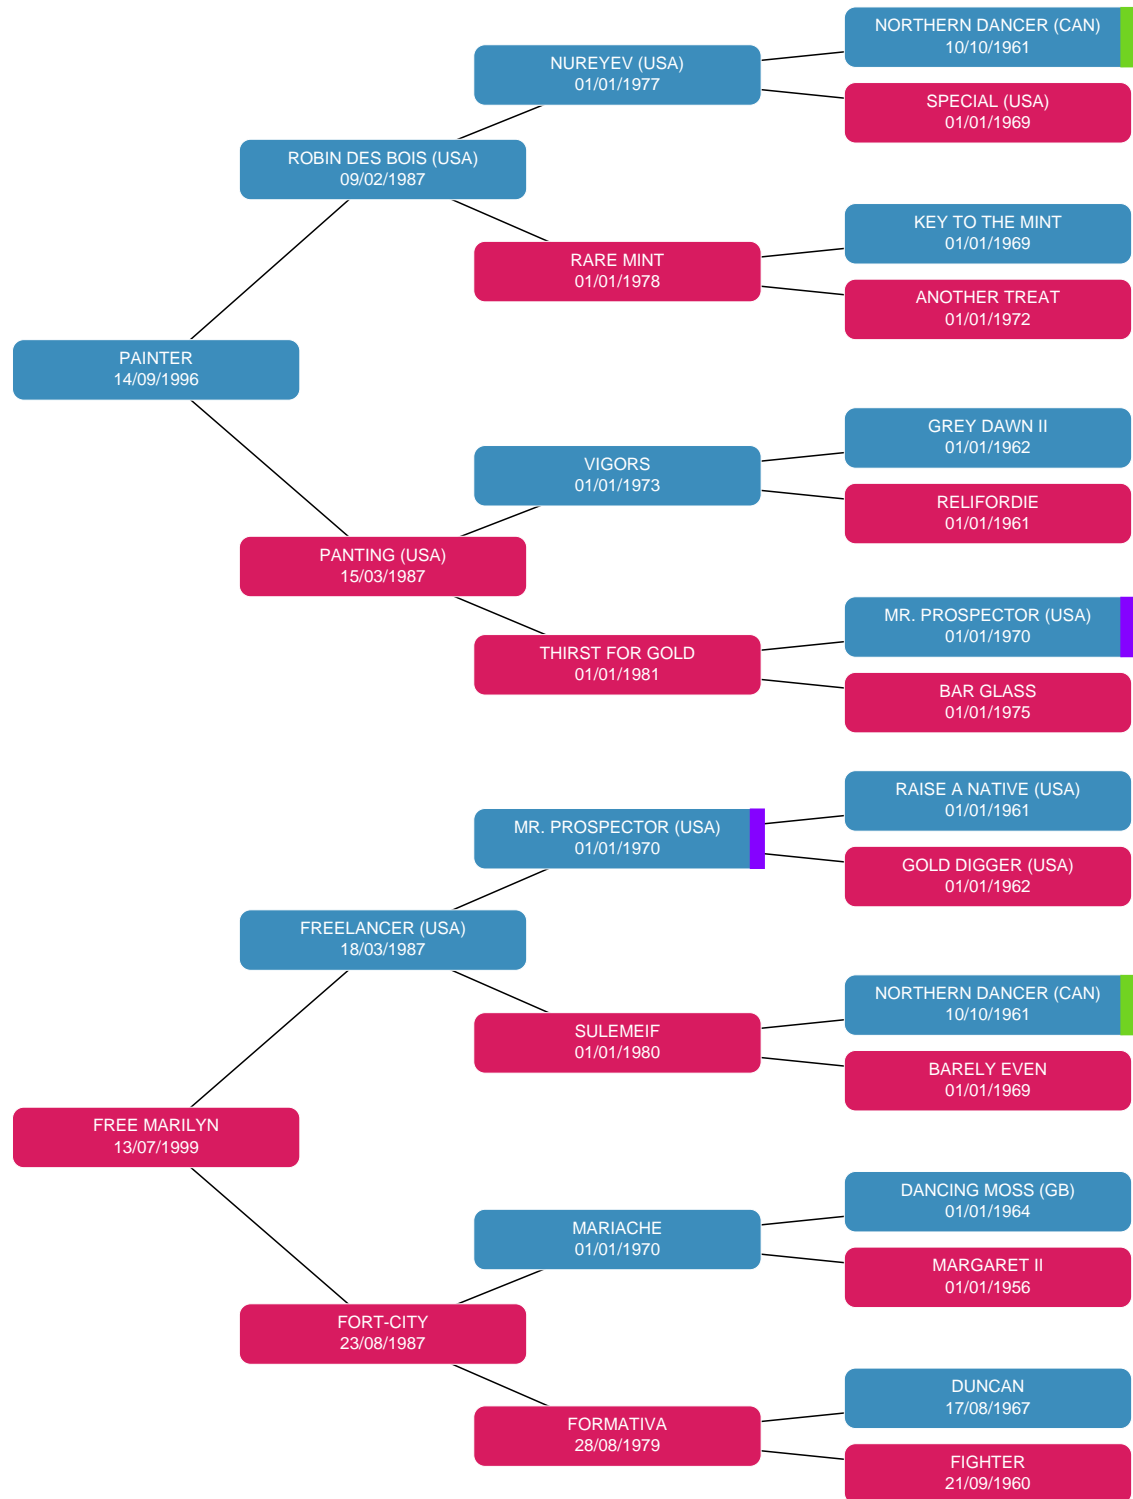 NORTHERN DANCER (CAN)
10/10/1961
NUREYEV (USA)
01/01/1977
SPECIAL (USA)
01/01/1969
ROBIN DES BOIS (USA)
09/02/1987
KEY TO THE MINT
01/01/1969
RARE MINT
01/01/1978
ANOTHER TREAT
01/01/1972
PAINTER
14/09/1996
GREY DAWN II
01/01/1962
VIGORS
01/01/1973
RELIFORDIE
01/01/1961
PANTING (USA)
15/03/1987
MR. PROSPECTOR (USA)
01/01/1970
THIRST FOR GOLD
01/01/1981
BAR GLASS
01/01/1975
RAISE A NATIVE (USA)
01/01/1961
MR. PROSPECTOR (USA)
01/01/1970
GOLD DIGGER (USA)
01/01/1962
FREELANCER (USA)
18/03/1987
NORTHERN DANCER (CAN)
10/10/1961
SULEMEIF
01/01/1980
BARELY EVEN
01/01/1969
FREE MARILYN
13/07/1999
DANCING MOSS (GB)
01/01/1964
MARIACHE
01/01/1970
MARGARET II
01/01/1956
FORT-CITY
23/08/1987
DUNCAN
17/08/1967
FORMATIVA
28/08/1979
FIGHTER
21/09/1960